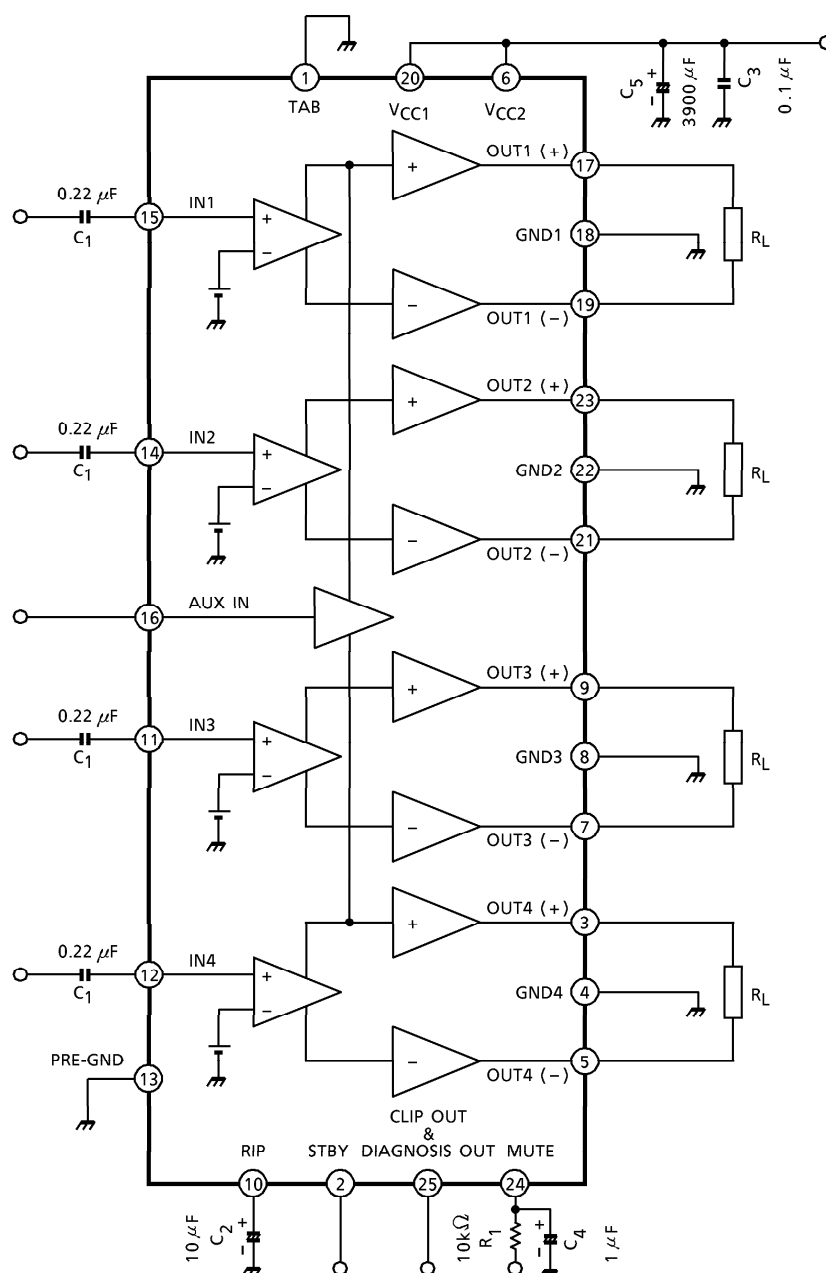 1
20
6
TAB
VCC1
VCC2
C5
+
-
3900 μF
C3
0.1 μF
OUT1 (+)
17
+
0.22 μF
C1
15
IN1
+
−
GND1
18
RL
−
OUT1 (−)
19
OUT2 (+)
23
+
0.22 μF
C1
14
IN2
+
−
GND2
22
RL
−
OUT2 (−)
21
16
AUX IN
OUT3 (+)
9
+
0.22 μF
C1
11
IN3
+
−
GND3
8
RL
−
OUT3 (−)
7
OUT4 (+)
3
+
0.22 μF
C1
12
IN4
+
−
GND4
4
RL
−
OUT4 (−)
5
PRE-GND
13
CLIP OUT
&
RIP
STBY
DIAGNOSIS OUT
MUTE
10
2
25
24
10 μF
C2
+
-
10kΩ
R1
+
-
C4
1 μF